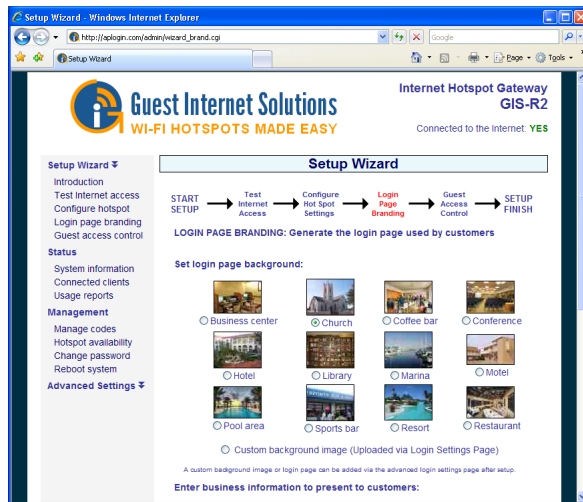 Setup Wizard - Windows Internet Explorer
http://aplogin.com/admin/wizard_brand.cgi
Google
Setup Wizard
Page
Tools
Guest Internet Solutions
WI-FI HOTSPOTS MADE EASY
Internet Hotspot Gateway
GIS-R2
Connected to the Internet: YES
Setup Wizard
Introduction
Test Internet access
Configure hotspot
Login page branding
Guest access control
Status
System information
Connected clients
Usage reports
Management
Manage codes
Hotspot availability
Change password
Reboot system
Advanced Settings
Setup Wizard
START SETUP
Test Internet Access
Configure Hot Spot Settings
Login Page Branding
Guest Access Control
SETUP FINISH
LOGIN PAGE BRANDING: Generate the login page used by customers
Set login page background:
Business center
Church
Coffee bar
Conference
Hotel
Library
Marina
Motel
Pool area
Sports bar
Resort
Restaurant
Custom background image (Uploaded via Login Settings Page)
A custom background image or login page can be added via the advanced login settings page after setup.
Enter business information to present to customers: